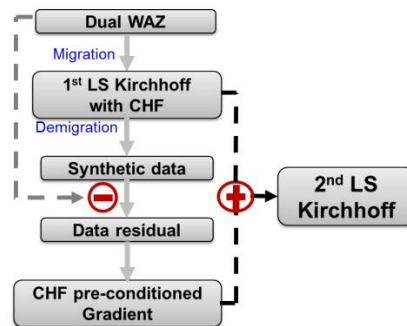 Dual WAZ
Migration
1st LS Kirchhoff
with CHF
Demigration
Synthetic data
Data residual
CHF pre-conditioned
Gradient
2nd LS
Kirchhoff